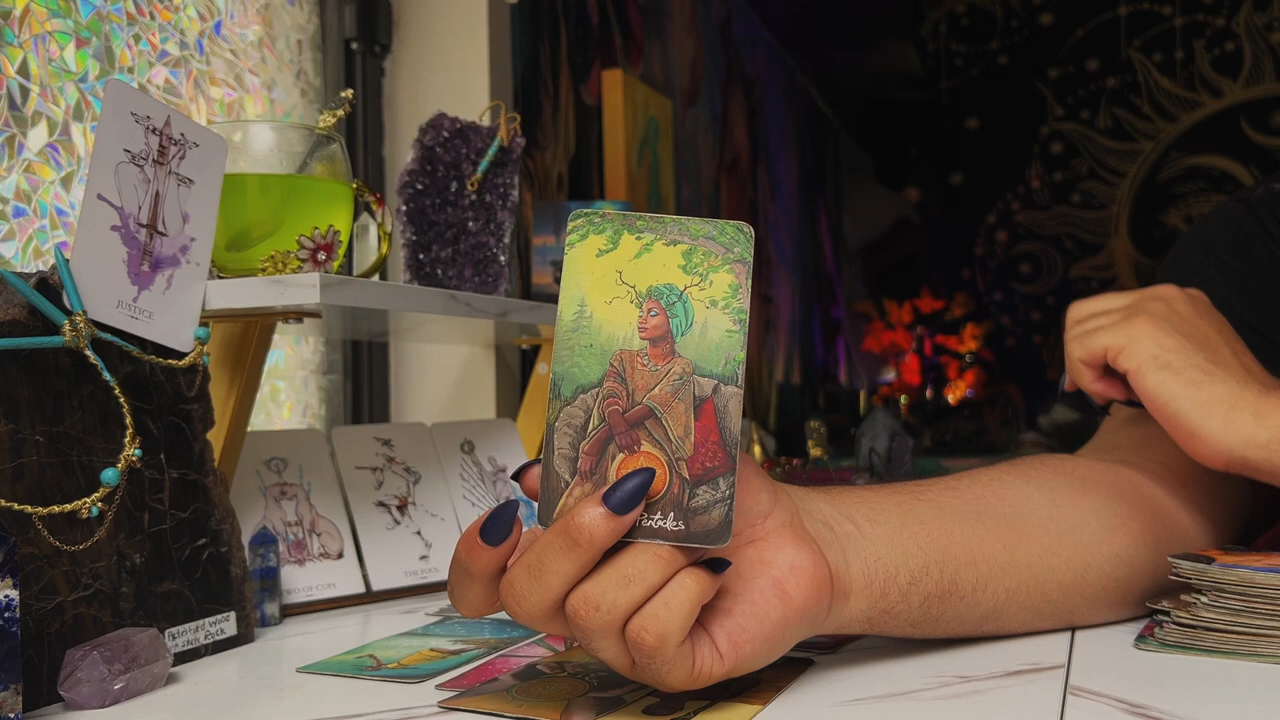 JUSTICE
TWO OF CUPS
THE FOOL
Pentacles
Petrified Wood